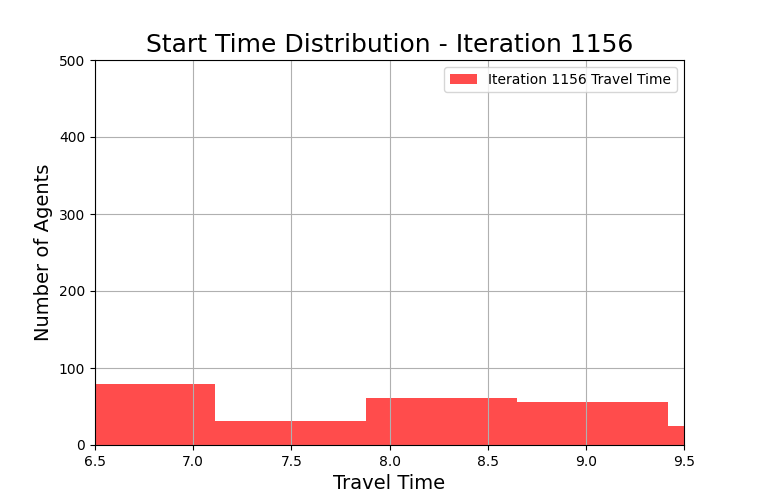 Start Time Distribution - Iteration 1156
Iteration 1156 Travel Time
Number of Agents
500
400
300
200
100
0
6.5 7.0 7.5 8.0 8.5 9.0 9.5
Travel Time